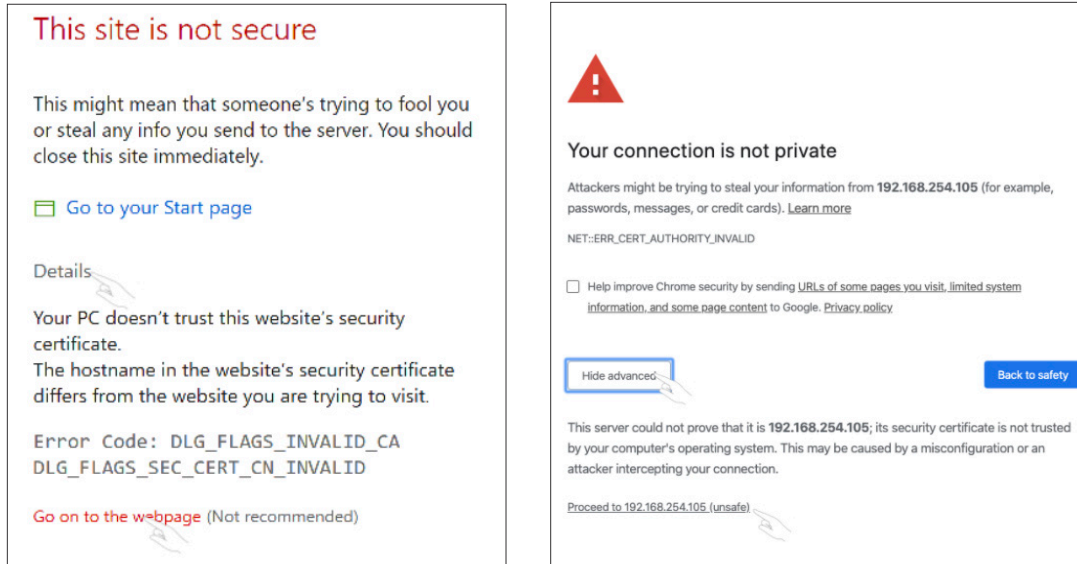 This site is not secure
This might mean that someone's trying to fool you
or steal any info you send to the server. You should
close this site immediately.
Go to your Start page
Details
Your PC doesn't trust this website's security
certificate.
The hostname in the website's security certificate
differs from the website you are trying to visit.
Error Code: DLG_FLAGS_INVALID_CA
DLG_FLAGS_SEC_CERT_CN_INVALID
Go on to the webpage (Not recommended)
Your connection is not private
Attackers might be trying to steal your information from 192.168.254.105 (for example,
passwords, messages, or credit cards). Learn more
NET::ERR_CERT_AUTHORITY_INVALID
Help improve Chrome security by sending URLs of some pages you visit, limited system
information, and some page content to Google. Privacy policy
Hide advanced
Back to safety
This server could not prove that it is 192.168.254.105; its security certificate is not trusted
by your computer's operating system. This may be caused by a misconfiguration or an
attacker intercepting your connection.
Proceed to 192.168.254.105 (unsafe)